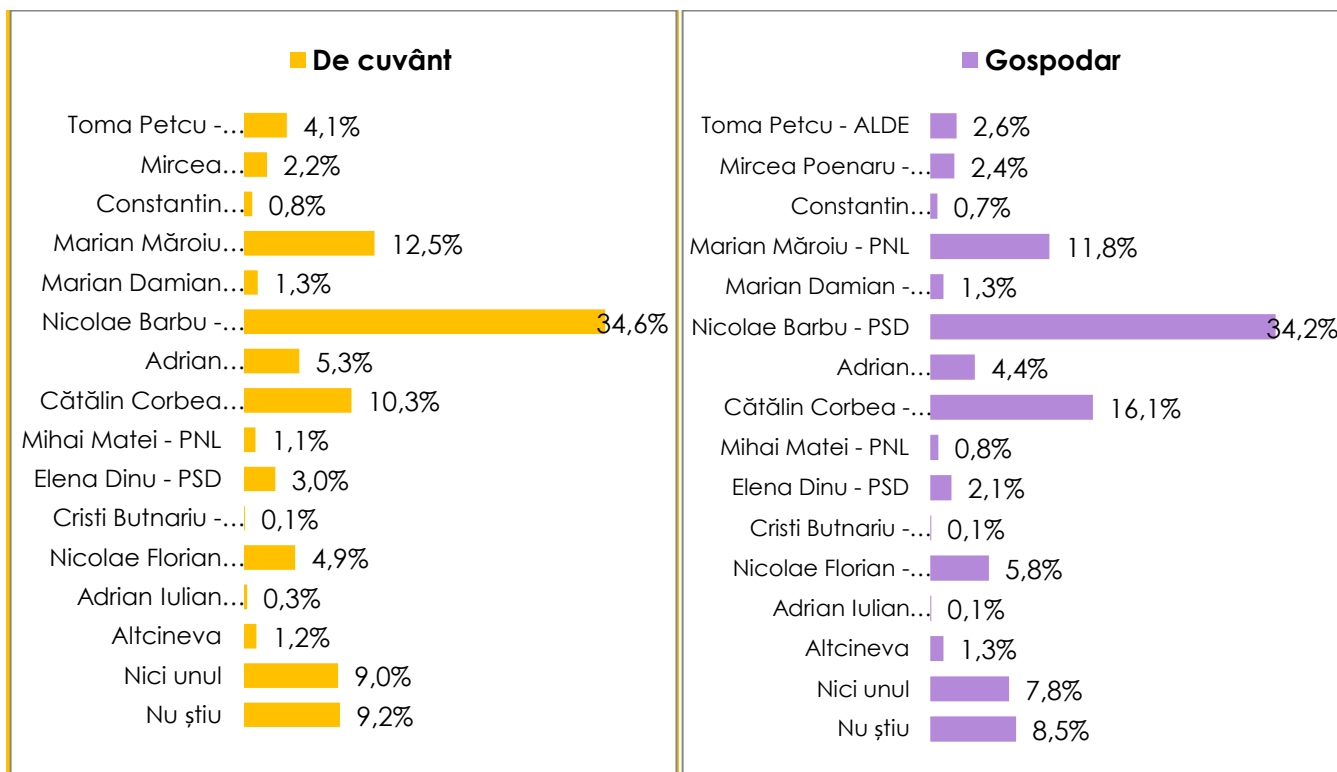 De cuvânt
Toma Petcu -… 4,1%
Mircea 2,2%
Constantin… 0,8%
Marian Măroiu… 12,5%
Marian Damian 1,3%
Nicolae Barbu -… 34,6%
Adrian… 5,3%
Cătălin Corbea… 10,3%
Mihai Matei - PNL 1,1%
Elena Dinu - PSD 3,0%
Cristi Butnariu -… 0,1%
Nicolae Florian 4,9%
Adrian Iulian… 0,3%
Altcineva 1,2%
Nici unul 9,0%
Nu știu 9,2%
Gospodar
Toma Petcu - ALDE 2,6%
Mircea Poenaru -… 2,4%
Constantin 0,7%
Marian Măroiu - PNL 11,8%
Marian Damian -… 1,3%
Nicolae Barbu - PSD 34,2%
Adrian 4,4%
Cătălin Corbea -… 16,1%
Mihai Matei - PNL 0,8%
Elena Dinu - PSD 2,1%
Cristi Butnariu -… 0,1%
Nicolae Florian -… 5,8%
Adrian Iulian… 0,1%
Altcineva 1,3%
Nici unul 7,8%
Nu știu 8,5%